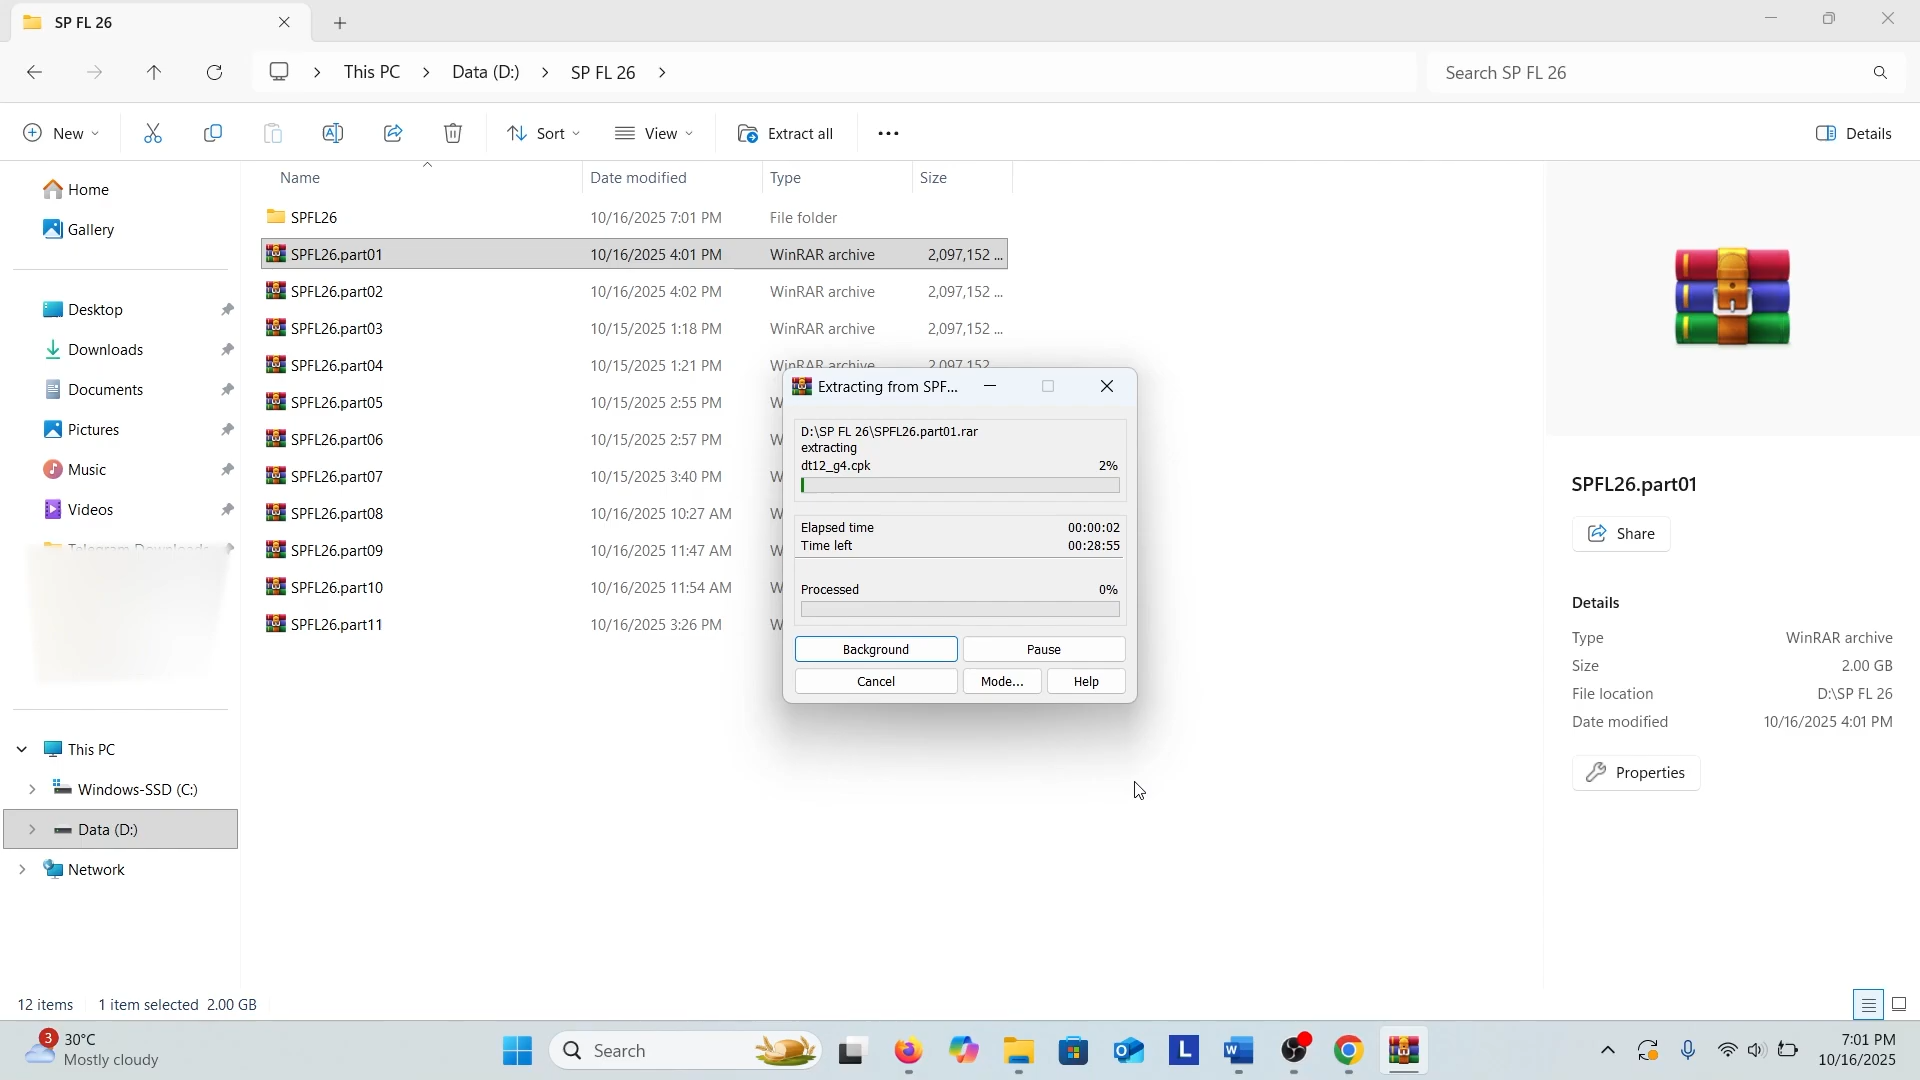 SP FL 26
This PC
Data (D:)
SP FL 26
Search SP FL 26
New
Sort
View
Extract all
Details
Home
Gallery
Desktop
Downloads
Documents
Pictures
Music
Videos
Telegram Downloads
This PC
Windows-SSD (C:)
Data (D:)
Network
Name Date modified Type Size
SPFL26 10/16/2025 7:01 PM File folder
SPFL26.part01 10/16/2025 4:01 PM WinRAR archive 2,097,152 ...
SPFL26.part02 10/16/2025 4:02 PM WinRAR archive 2,097,152 ...
SPFL26.part03 10/15/2025 1:18 PM WinRAR archive 2,097,152 ...
SPFL26.part04 10/15/2025 1:21 PM WinRAR archive 2,097,152
SPFL26.part05 10/15/2025 2:55 PM W
SPFL26.part06 10/15/2025 2:57 PM W
SPFL26.part07 10/15/2025 3:40 PM W
SPFL26.part08 10/16/2025 10:27 AM W
SPFL26.part09 10/16/2025 11:47 AM W
SPFL26.part10 10/16/2025 11:54 AM W
SPFL26.part11 10/16/2025 3:26 PM W
Extracting from SPF...
D:\SP FL 26\SPFL26.part01.rar
extracting
dt12_g4.cpk 2%
Elapsed time 00:00:02
Time left 00:28:55
Processed 0%
Background Pause
Cancel Mode... Help
SPFL26.part01
Share
Details
Type WinRAR archive
Size 2.00 GB
File location D:\SP FL 26
Date modified 10/16/2025 4:01 PM
Properties
12 items 1 item selected 2.00 GB
3
30°C
Mostly cloudy
Search
L
W
7:01 PM
10/16/2025